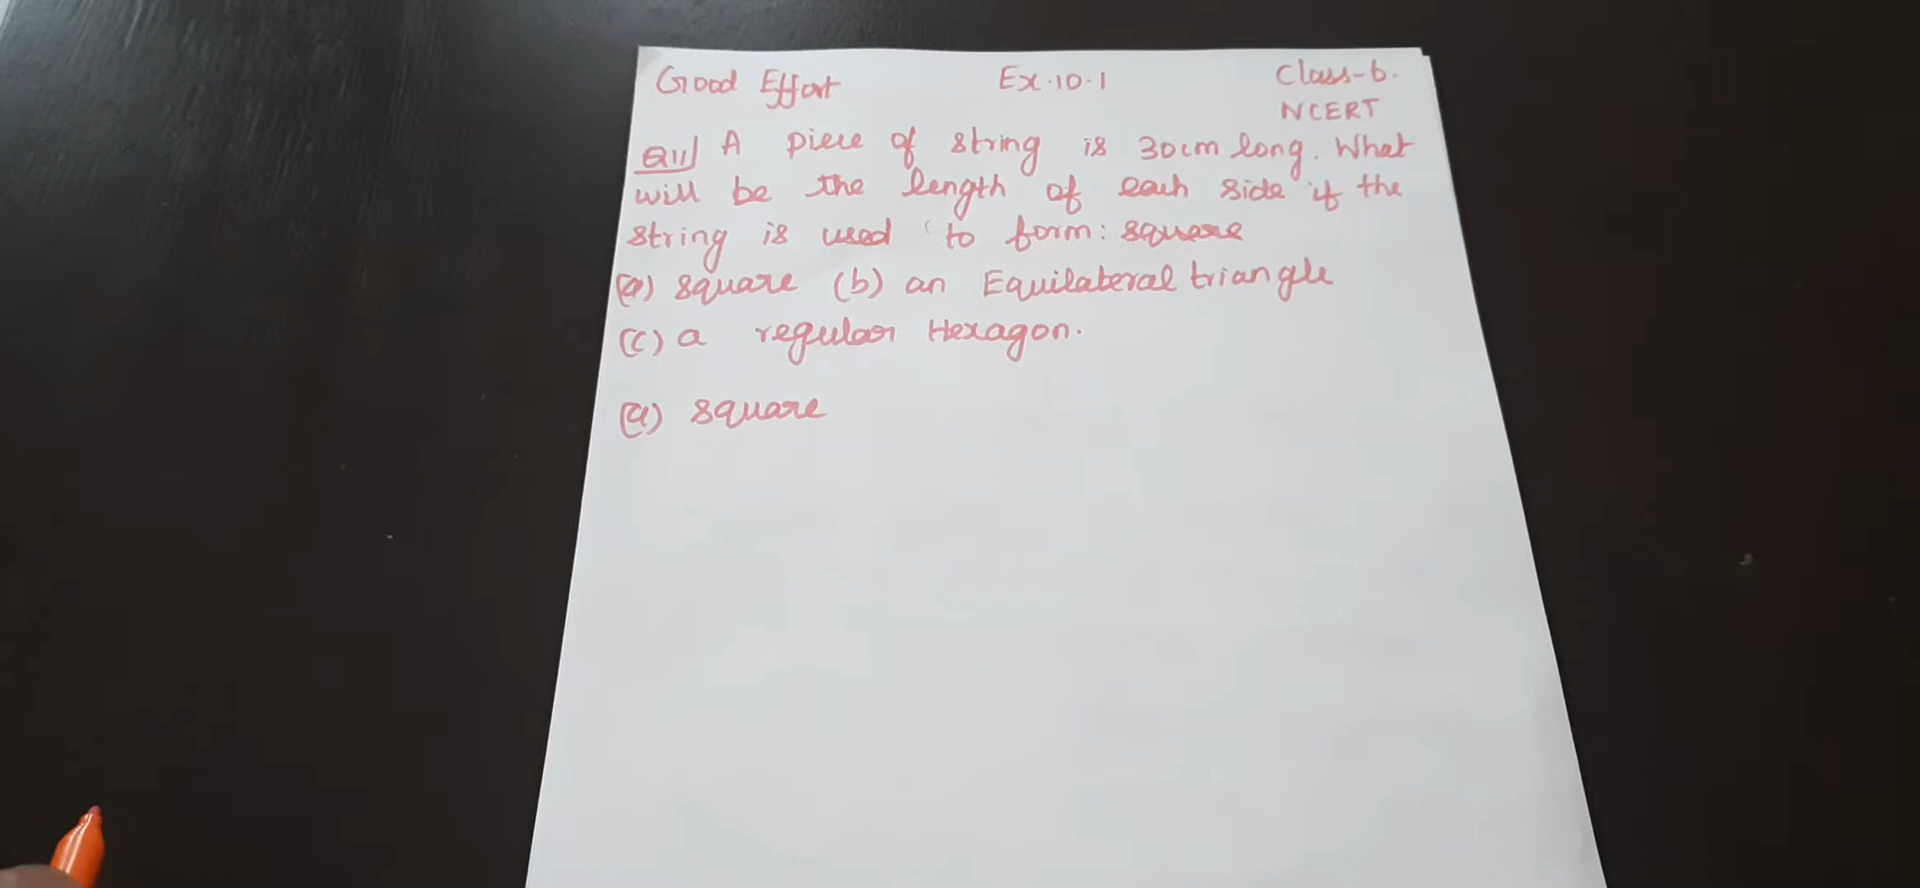 Good Effort Ex.10.1 Class-6.
NCERT
Q11) A piece of string is 30cm long. What
will be the length of each side if the
string is used to form: square
(a) square (b) an Equilateral triangle
(c) a regular Hexagon.
(a) square